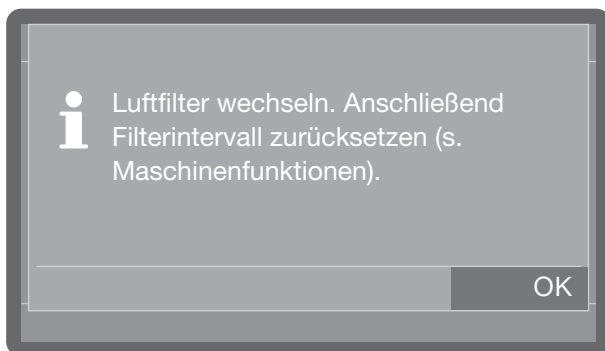 Luftfilter wechseln. Anschließend
Filterintervall zurücksetzen (s.
Maschinenfunktionen).
OK